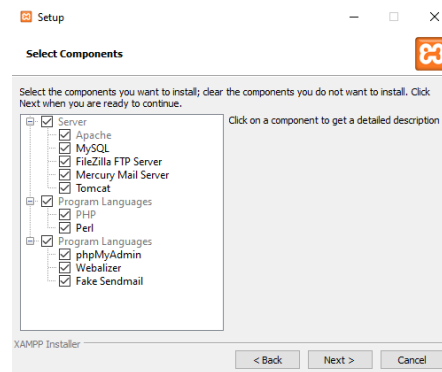 Setup
Select Components
Select the components you want to install; clear the components you do not want to install. Click
Next when you are ready to continue.
Server
Apache
MySQL
FileZilla FTP Server
Mercury Mail Server
Tomcat
Program Languages
PHP
Perl
Program Languages
phpMyAdmin
Webalizer
Fake Sendmail
Click on a component to get a detailed description
XAMPP Installer
< Back
Next >
Cancel